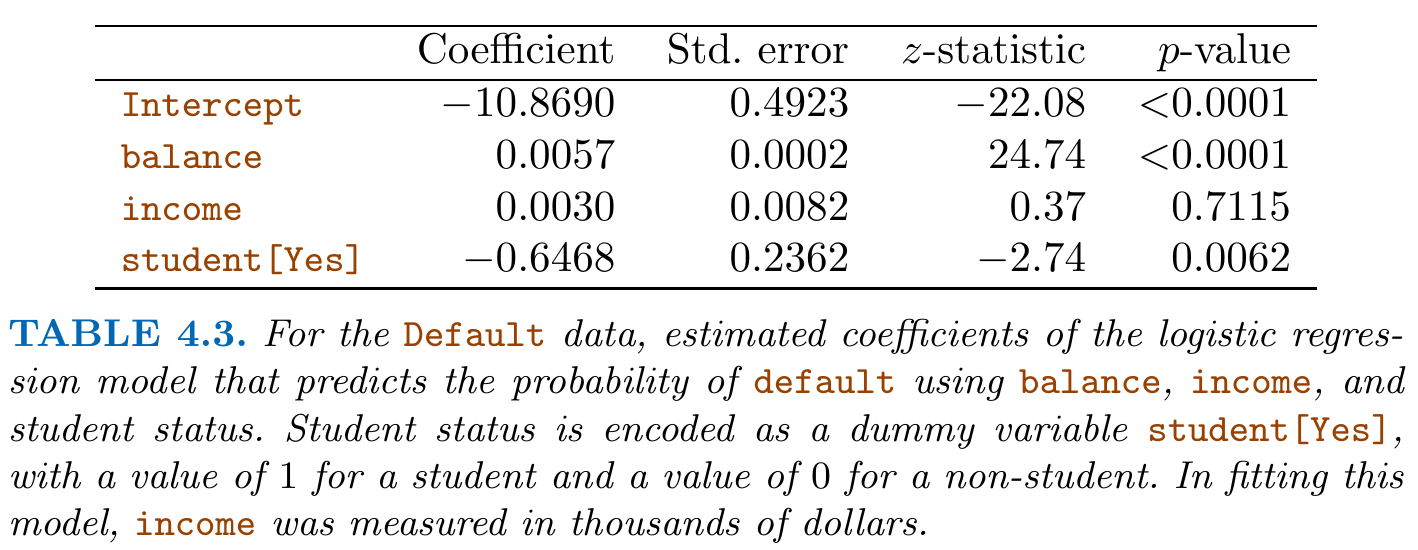 Coefficient Std. error z-statistic p-value
Intercept −10.8690 0.4923 −22.08 <0.0001
balance 0.0057 0.0002 24.74 <0.0001
income 0.0030 0.0082 0.37 0.7115
student[Yes] −0.6468 0.2362 −2.74 0.0062
TABLE 4.3. For the Default data, estimated coefficients of the logistic regres-
sion model that predicts the probability of default using balance, income, and
student status. Student status is encoded as a dummy variable student[Yes],
with a value of 1 for a student and a value of 0 for a non-student. In fitting this
model, income was measured in thousands of dollars.